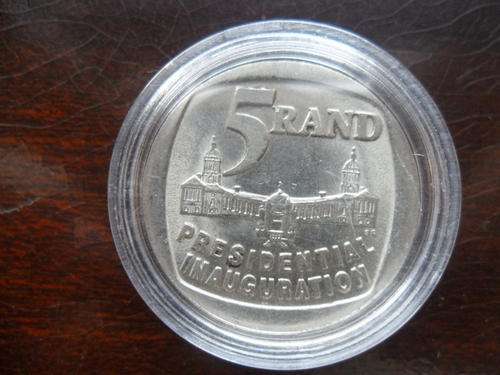 5 RAND
PRESIDENTIAL
INAUGURATION